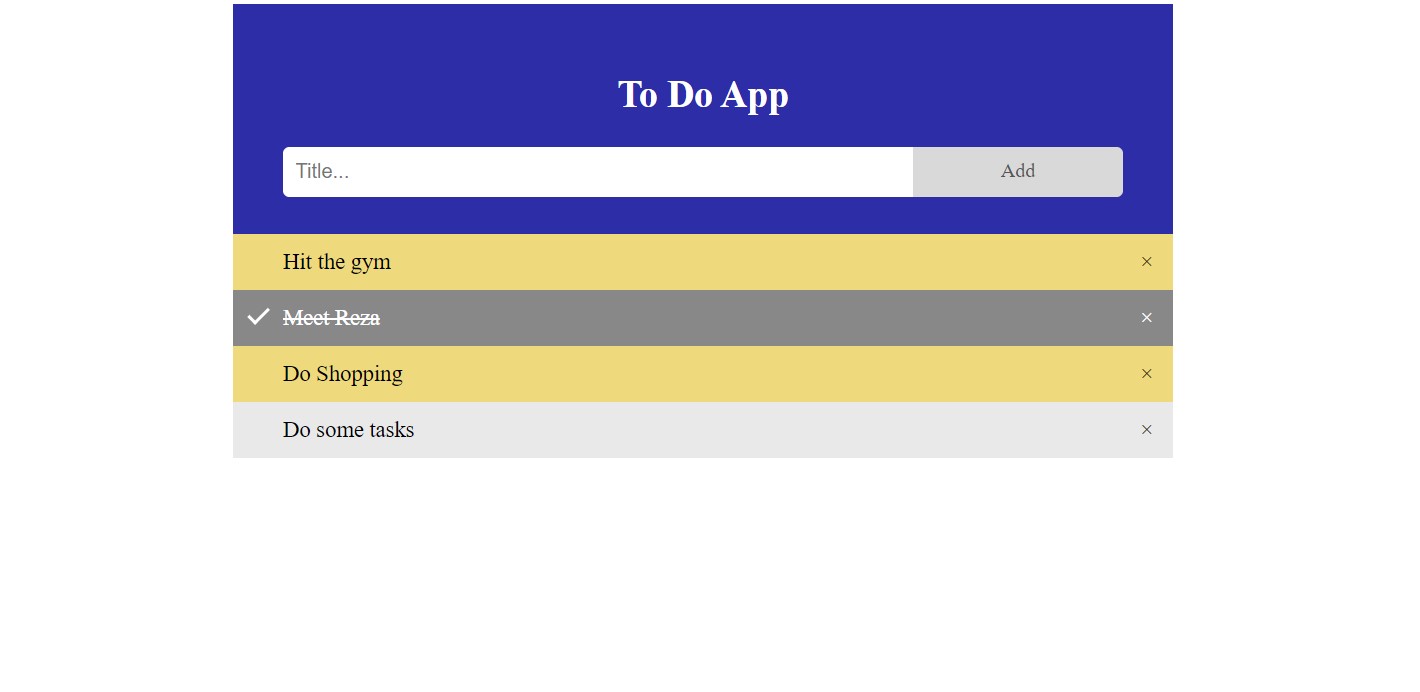 To Do App
Title...
Add
Hit the gym ×
Meet Reza ×
Do Shopping ×
Do some tasks ×